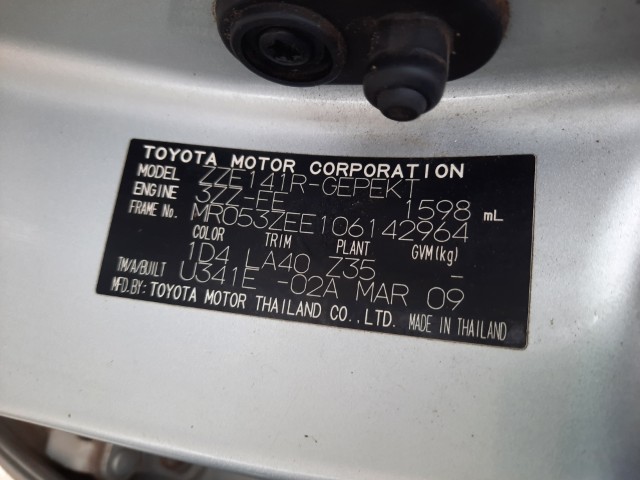 TOYOTA MOTOR CORPORATION
MODEL ZZE141R-GEPEKT
ENGINE 3ZZ-FE 1598 mL
FRAME No. MR053ZEE106142964
COLOR TRIM PLANT GVM(kg)
1D4 LA40 Z35 -
TM/A/BUILT U341E -02A MAR 09
MFD.BY: TOYOTA MOTOR THAILAND CO.,LTD. MADE IN THAILAND